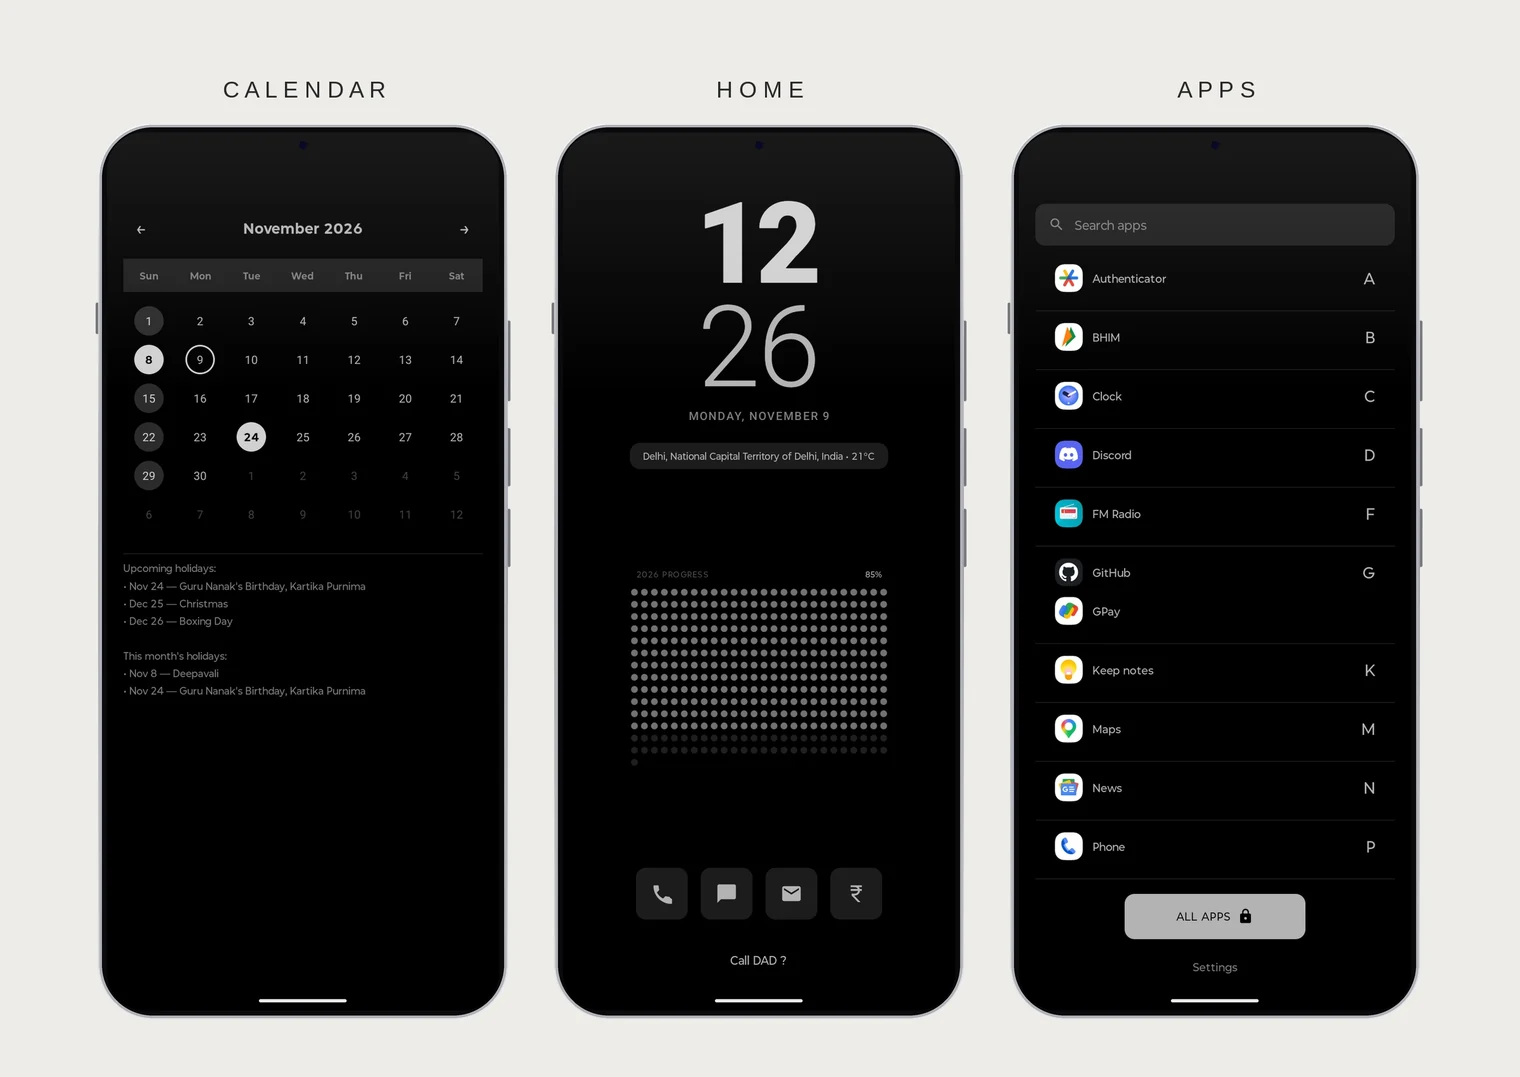 CALENDAR
← November 2026 →
Sun Mon Tue Wed Thu Fri Sat
1 2 3 4 5 6 7
8 9 10 11 12 13 14
15 16 17 18 19 20 21
22 23 24 25 26 27 28
29 30 1 2 3 4 5
6 7 8 9 10 11 12
Upcoming holidays:
• Nov 24 — Guru Nanak's Birthday, Kartika Purnima
• Dec 25 — Christmas
• Dec 26 — Boxing Day
This month's holidays:
• Nov 8 — Deepavali
• Nov 24 — Guru Nanak's Birthday, Kartika Purnima
HOME
12
26
MONDAY, NOVEMBER 9
Delhi, National Capital Territory of Delhi, India • 21°C
2026 PROGRESS 85%
₹
Call DAD ?
APPS
Search apps
Authenticator A
BHIM B
Clock C
Discord D
FM Radio F
GitHub G
GPay
Keep notes K
Maps M
News N
Phone P
ALL APPS
Settings